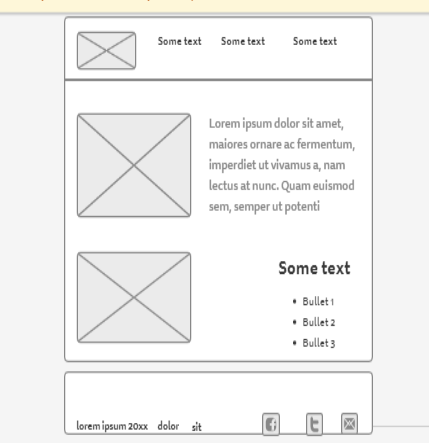 Some text Some text Some text
Lorem ipsum dolor sit amet,
maiores ornare ac fermentum,
imperdiet ut vivamus a, nam
lectus at nunc. Quam euismod
sem, semper ut potenti
Some text
• Bullet 1
• Bullet 2
• Bullet 3
lorem ipsum 20xx dolor sit